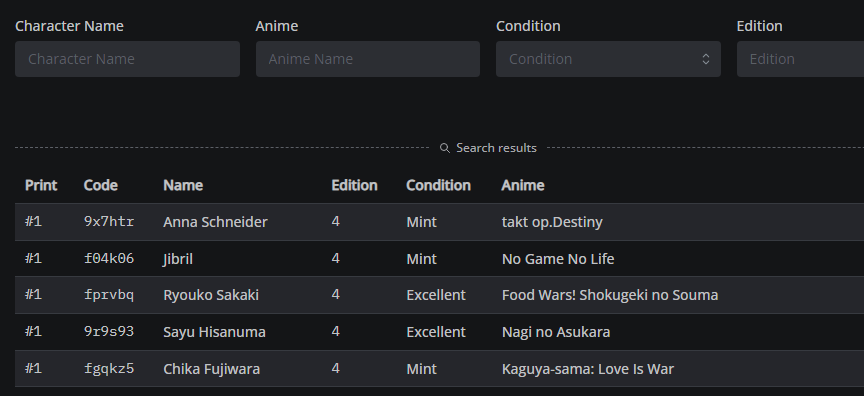 Character Name Anime Condition Edition
Character Name Anime Name Condition Edition
Search results
Print Code Name Edition Condition Anime
#1 9x7htr Anna Schneider 4 Mint takt op.Destiny
#1 f04k06 Jibril 4 Mint No Game No Life
#1 fprvbq Ryouko Sakaki 4 Excellent Food Wars! Shokugeki no Souma
#1 9r9s93 Sayu Hisanuma 4 Excellent Nagi no Asukara
#1 fgqkz5 Chika Fujiwara 4 Mint Kaguya-sama: Love Is War